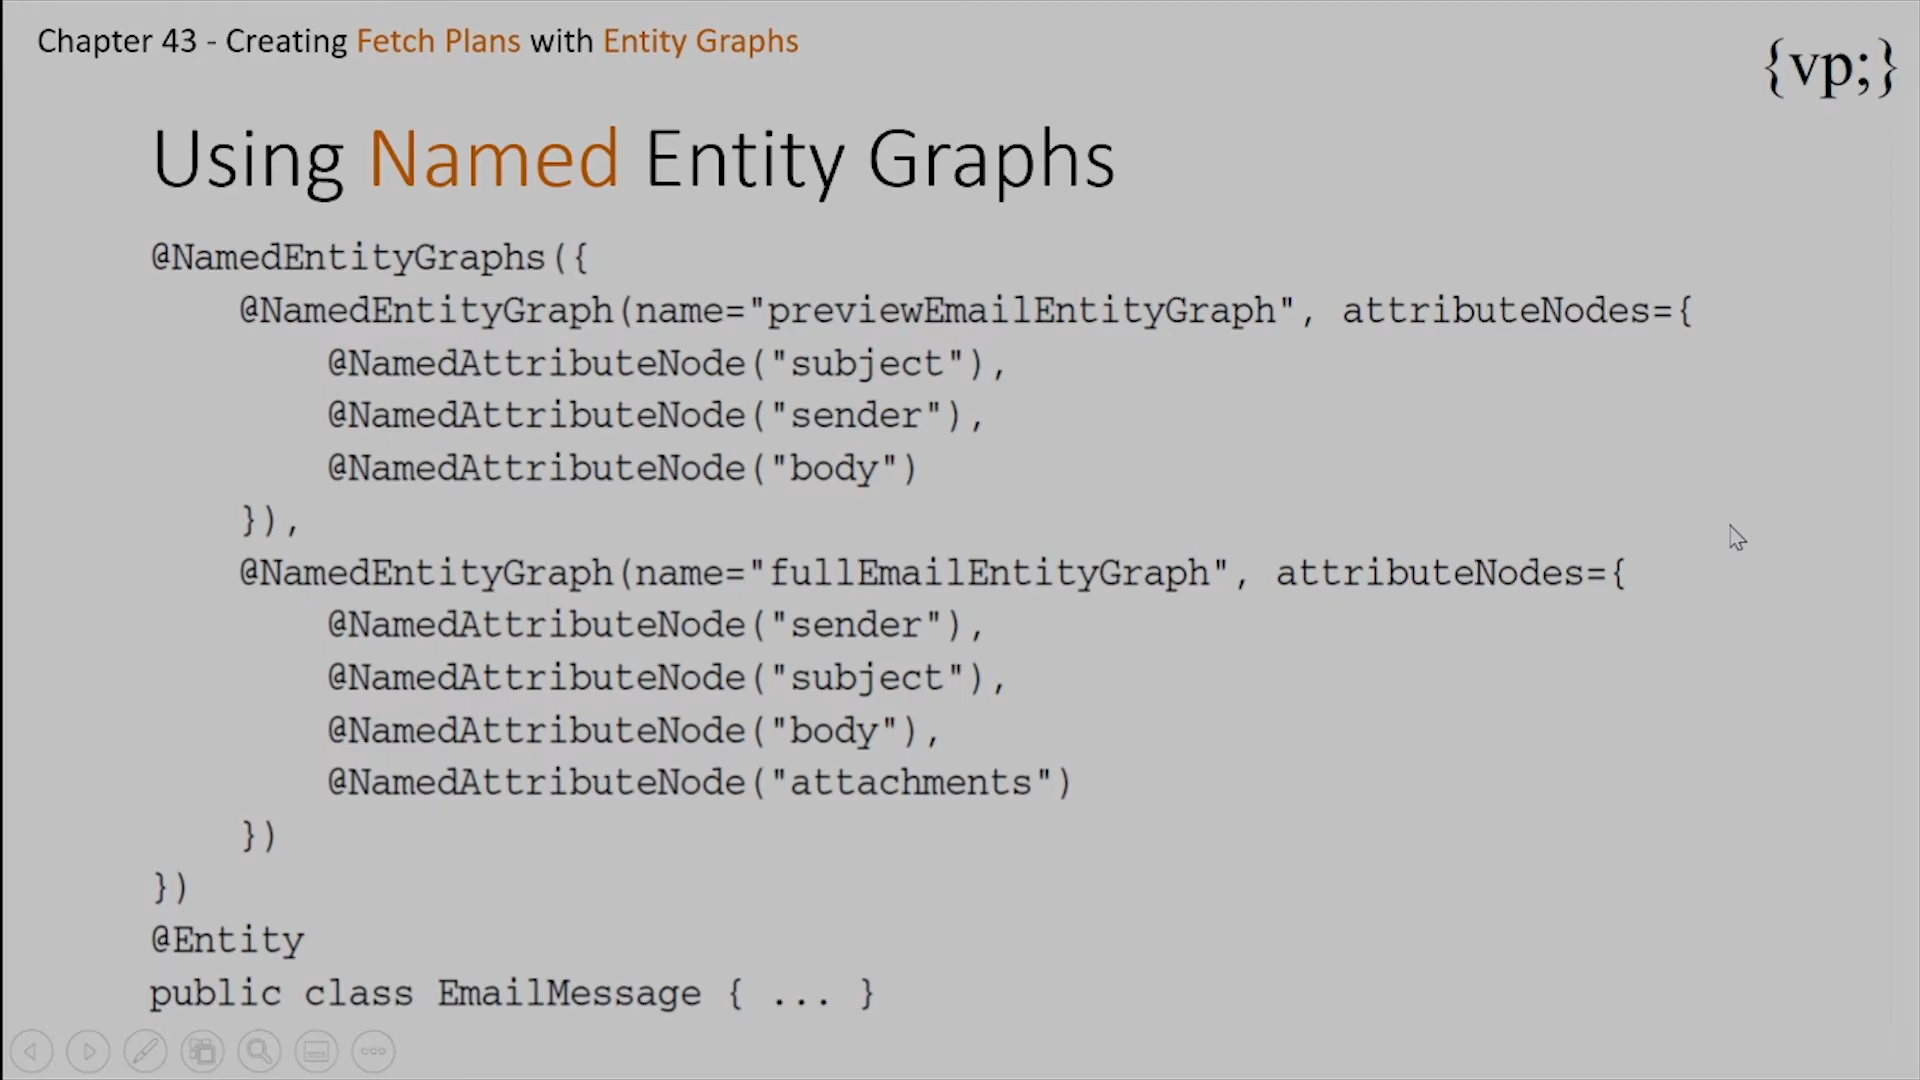 Chapter 43 - Creating Fetch Plans with Entity Graphs
{vp;}
Using Named Entity Graphs
@NamedEntityGraphs({
    @NamedEntityGraph(name="previewEmailEntityGraph", attributeNodes={
        @NamedAttributeNode("subject"),
        @NamedAttributeNode("sender"),
        @NamedAttributeNode("body")
    }),
    @NamedEntityGraph(name="fullEmailEntityGraph", attributeNodes={
        @NamedAttributeNode("sender"),
        @NamedAttributeNode("subject"),
        @NamedAttributeNode("body"),
        @NamedAttributeNode("attachments")
    })
})
@Entity
public class EmailMessage { ... }